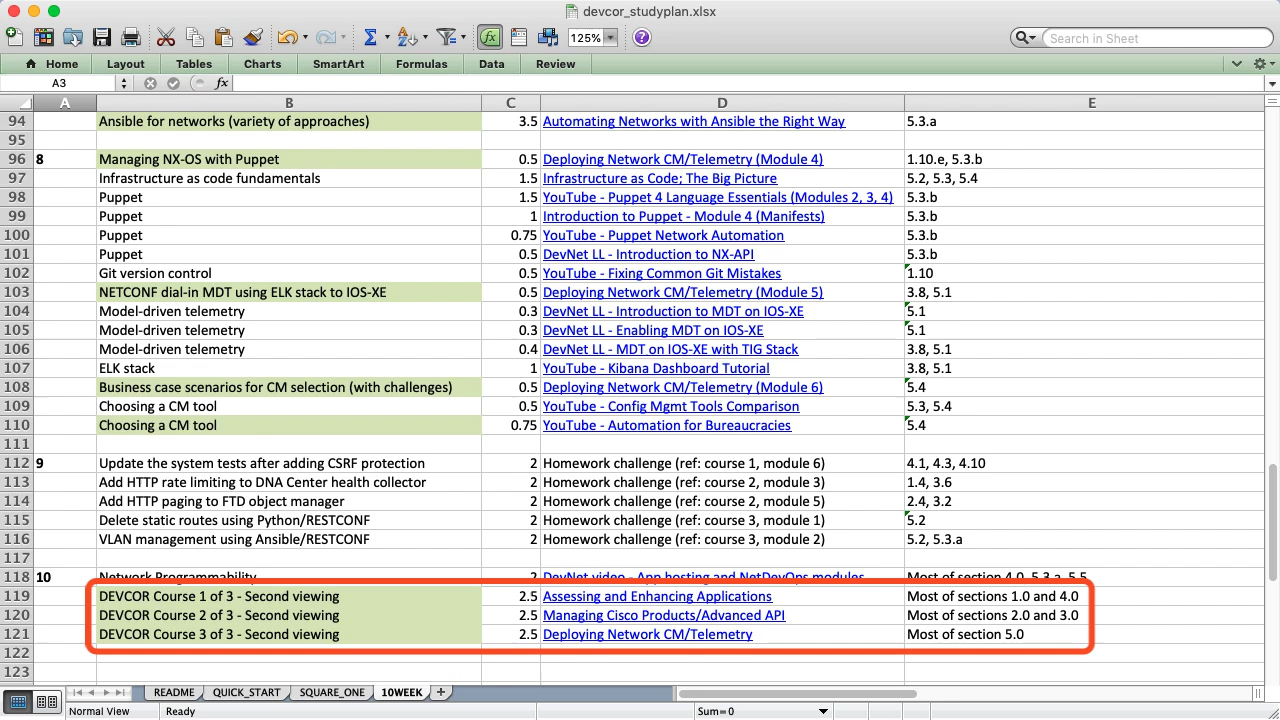 devcor_studyplan.xlsx
125%
Search in Sheet
Home Layout Tables Charts SmartArt Formulas Data Review
A3 fx
A B C D E
94 Ansible for networks (variety of approaches) 3.5 Automating Networks with Ansible the Right Way 5.3.a
95
96 8 Managing NX-OS with Puppet 0.5 Deploying Network CM/Telemetry (Module 4) 1.10.e, 5.3.b
97 Infrastructure as code fundamentals 1.5 Infrastructure as Code; The Big Picture 5.2, 5.3, 5.4
98 Puppet 1.5 YouTube - Puppet 4 Language Essentials (Modules 2, 3, 4) 5.3.b
99 Puppet 1 Introduction to Puppet - Module 4 (Manifests) 5.3.b
100 Puppet 0.75 YouTube - Puppet Network Automation 5.3.b
101 Puppet 0.5 DevNet LL - Introduction to NX-API 5.3.b
102 Git version control 0.5 YouTube - Fixing Common Git Mistakes 1.10
103 NETCONF dial-in MDT using ELK stack to IOS-XE 0.5 Deploying Network CM/Telemetry (Module 5) 3.8, 5.1
104 Model-driven telemetry 0.3 DevNet LL - Introduction to MDT on IOS-XE 5.1
105 Model-driven telemetry 0.3 DevNet LL - Enabling MDT on IOS-XE 5.1
106 Model-driven telemetry 0.4 DevNet LL - MDT on IOS-XE with TIG Stack 3.8, 5.1
107 ELK stack 1 YouTube - Kibana Dashboard Tutorial 3.8, 5.1
108 Business case scenarios for CM selection (with challenges) 0.5 Deploying Network CM/Telemetry (Module 6) 5.4
109 Choosing a CM tool 0.5 YouTube - Config Mgmt Tools Comparison 5.3, 5.4
110 Choosing a CM tool 0.75 YouTube - Automation for Bureaucracies 5.4
111
112 9 Update the system tests after adding CSRF protection 2 Homework challenge (ref: course 1, module 6) 4.1, 4.3, 4.10
113 Add HTTP rate limiting to DNA Center health collector 2 Homework challenge (ref: course 2, module 3) 1.4, 3.6
114 Add HTTP paging to FTD object manager 2 Homework challenge (ref: course 2, module 5) 2.4, 3.2
115 Delete static routes using Python/RESTCONF 2 Homework challenge (ref: course 3, module 1) 5.2
116 VLAN management using Ansible/RESTCONF 2 Homework challenge (ref: course 3, module 2) 5.2, 5.3.a
117
118 10 Network Programmability 2 DevNet video - App hosting and NetDevOps modules Most of section 4.0, 5.3.a, 5.5
119 DEVCOR Course 1 of 3 - Second viewing 2.5 Assessing and Enhancing Applications Most of sections 1.0 and 4.0
120 DEVCOR Course 2 of 3 - Second viewing 2.5 Managing Cisco Products/Advanced API Most of sections 2.0 and 3.0
121 DEVCOR Course 3 of 3 - Second viewing 2.5 Deploying Network CM/Telemetry Most of section 5.0
122
123
README QUICK_START SQUARE_ONE 10WEEK
Normal View Ready Sum=0